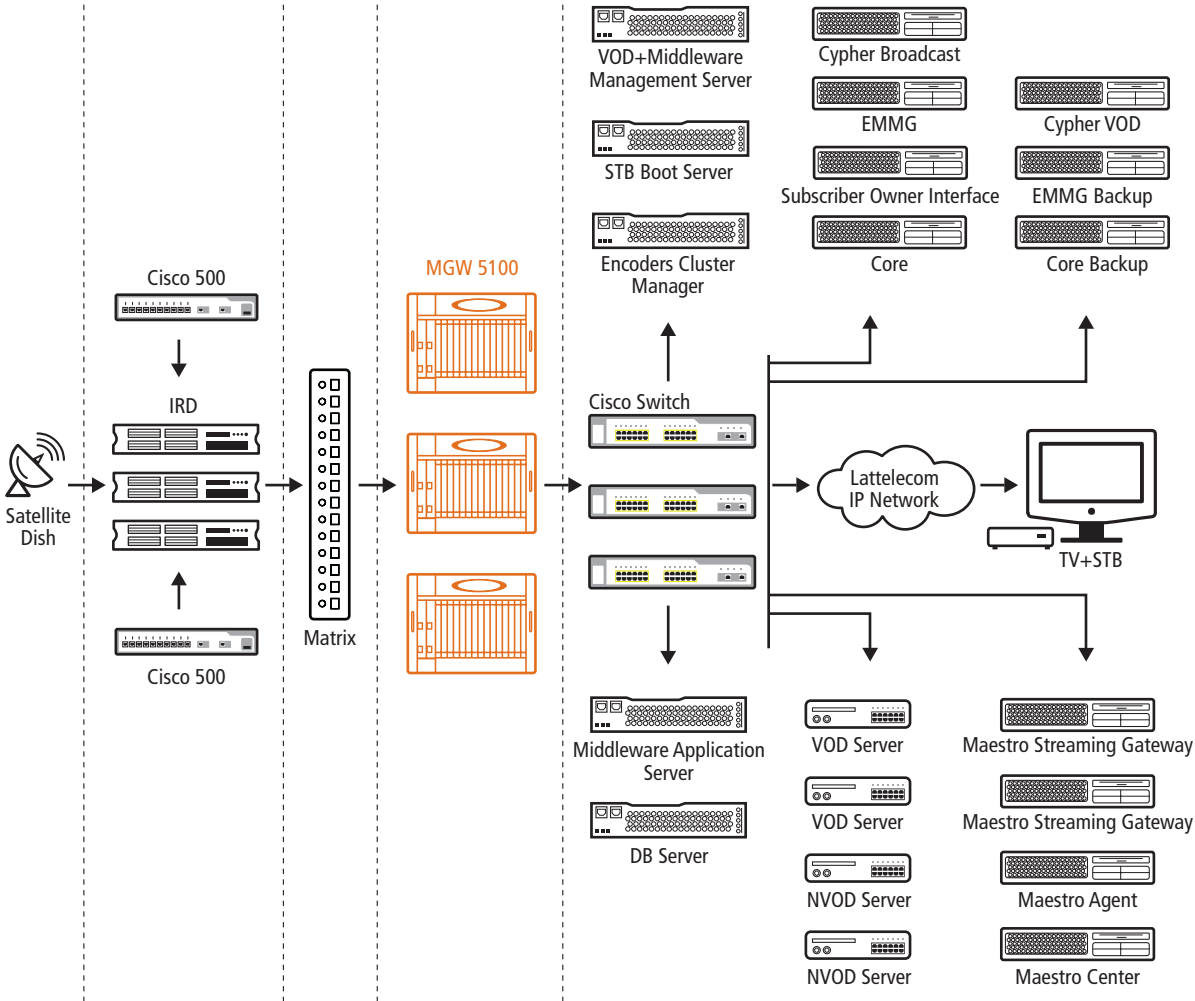 VOD+Middleware
Management Server
Cypher Broadcast
EMMG
Cypher VOD
STB Boot Server
Subscriber Owner Interface
EMMG Backup
Encoders Cluster
Manager
Core
Core Backup
Cisco 500
MGW 5100
IRD
Cisco Switch
Satellite
Dish
Lattelecom
IP Network
TV+STB
Matrix
Cisco 500
Middleware Application
Server
VOD Server
Maestro Streaming Gateway
DB Server
VOD Server
Maestro Streaming Gateway
NVOD Server
Maestro Agent
NVOD Server
Maestro Center